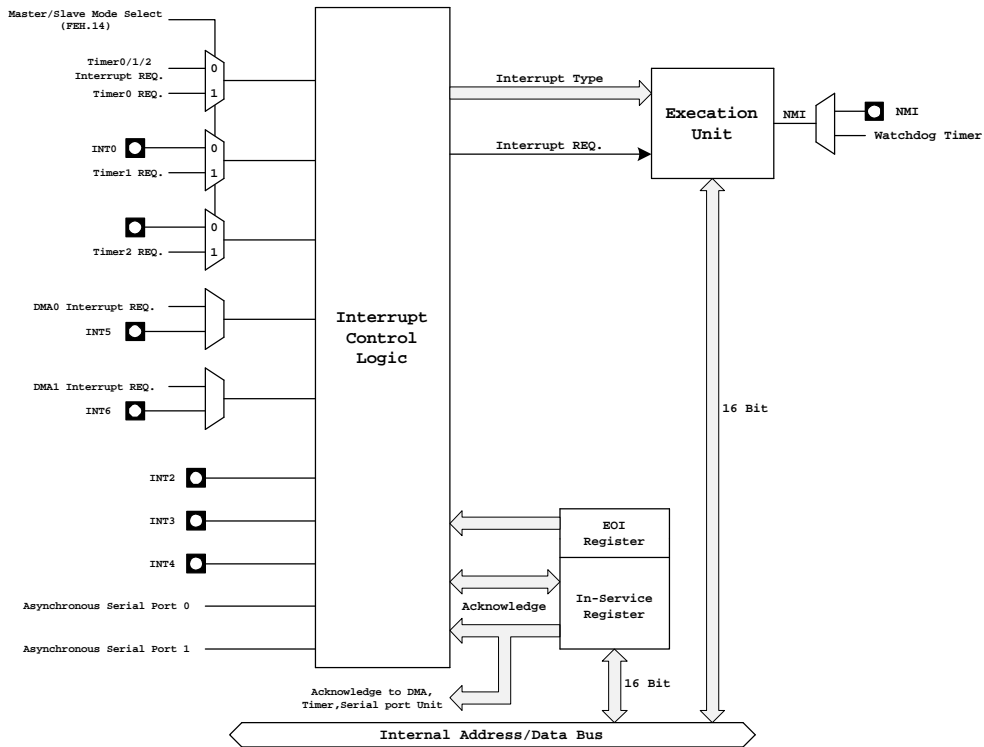 Master/Slave Mode Select
(FEH.14)
Timer0/1/2
Interrupt REQ.
Timer0 REQ.
0
1
INT0
Timer1 REQ.
0
1
Timer2 REQ.
0
1
DMA0 Interrupt REQ.
INT5
DMA1 Interrupt REQ.
INT6
INT2
INT3
INT4
Asynchronous Serial Port 0
Asynchronous Serial Port 1
Interrupt
Control
Logic
Interrupt Type
Interrupt REQ.
Execation
Unit
NMI
NMI
Watchdog Timer
16 Bit
EOI
Register
In-Service
Register
Acknowledge
Acknowledge to DMA,
Timer,Serial port Unit
16 Bit
Internal Address/Data Bus